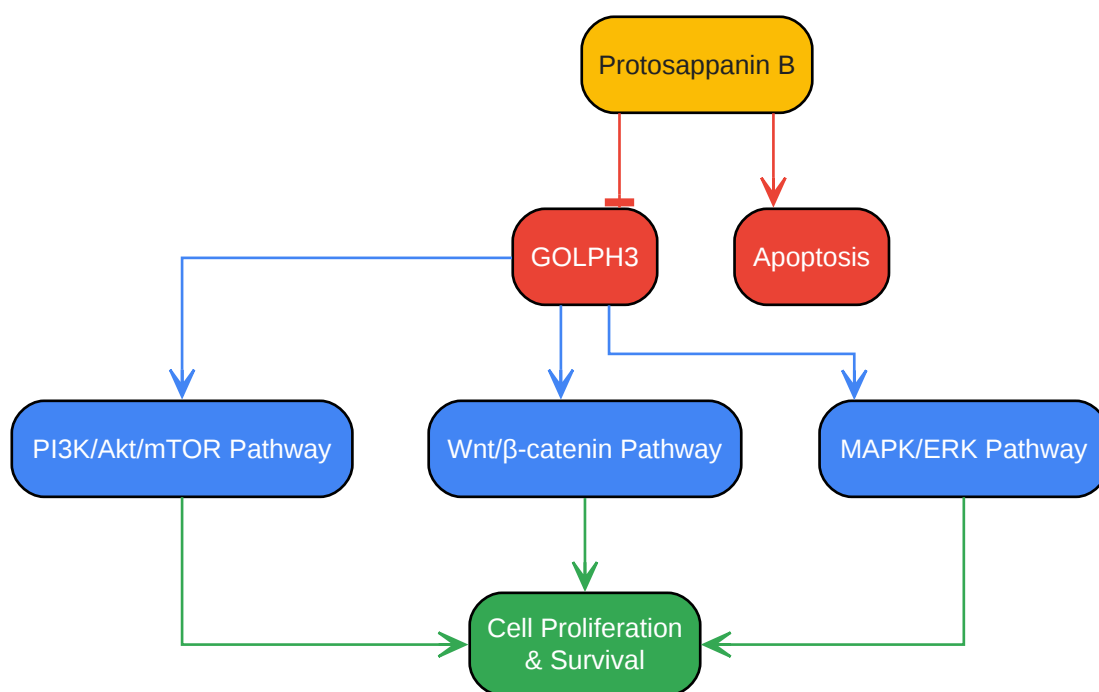 Protosappanin B
GOLPH3
Apoptosis
PI3K/Akt/mTOR Pathway
Wnt/β-catenin Pathway
MAPK/ERK Pathway
Cell Proliferation
& Survival